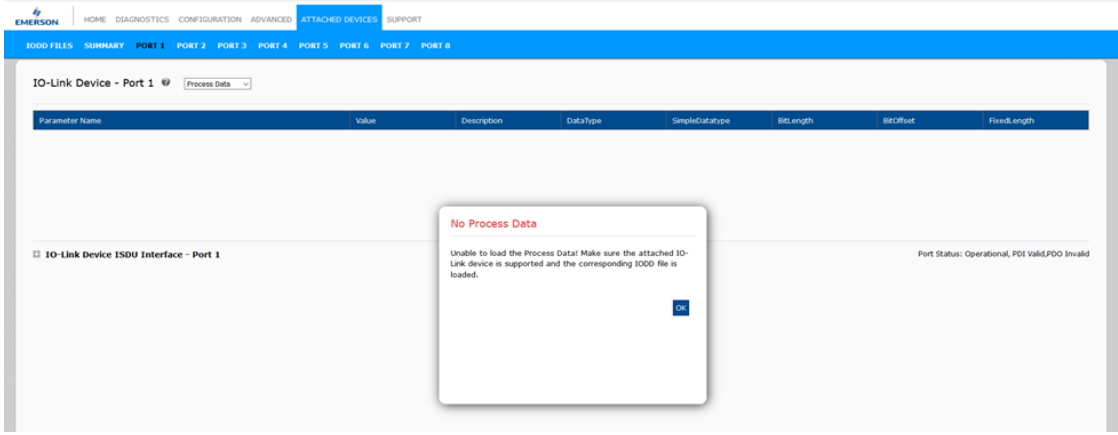 EMERSON
HOME DIAGNOSTICS CONFIGURATION ADVANCED ATTACHED DEVICES SUPPORT
IODD FILES SUMMARY PORT 1 PORT 2 PORT 3 PORT 4 PORT 5 PORT 6 PORT 7 PORT 8
IO-Link Device - Port 1 ? Process Data
Parameter Name Value Description DataType SimpleDatatype BitLength BitOffset FixedLength
No Process Data
Unable to load the Process Data! Make sure the attached IO-
Link device is supported and the corresponding IODD file is
loaded.
OK
IO-Link Device ISDU Interface - Port 1
Port Status: Operational, PDI Valid,PDO Invalid